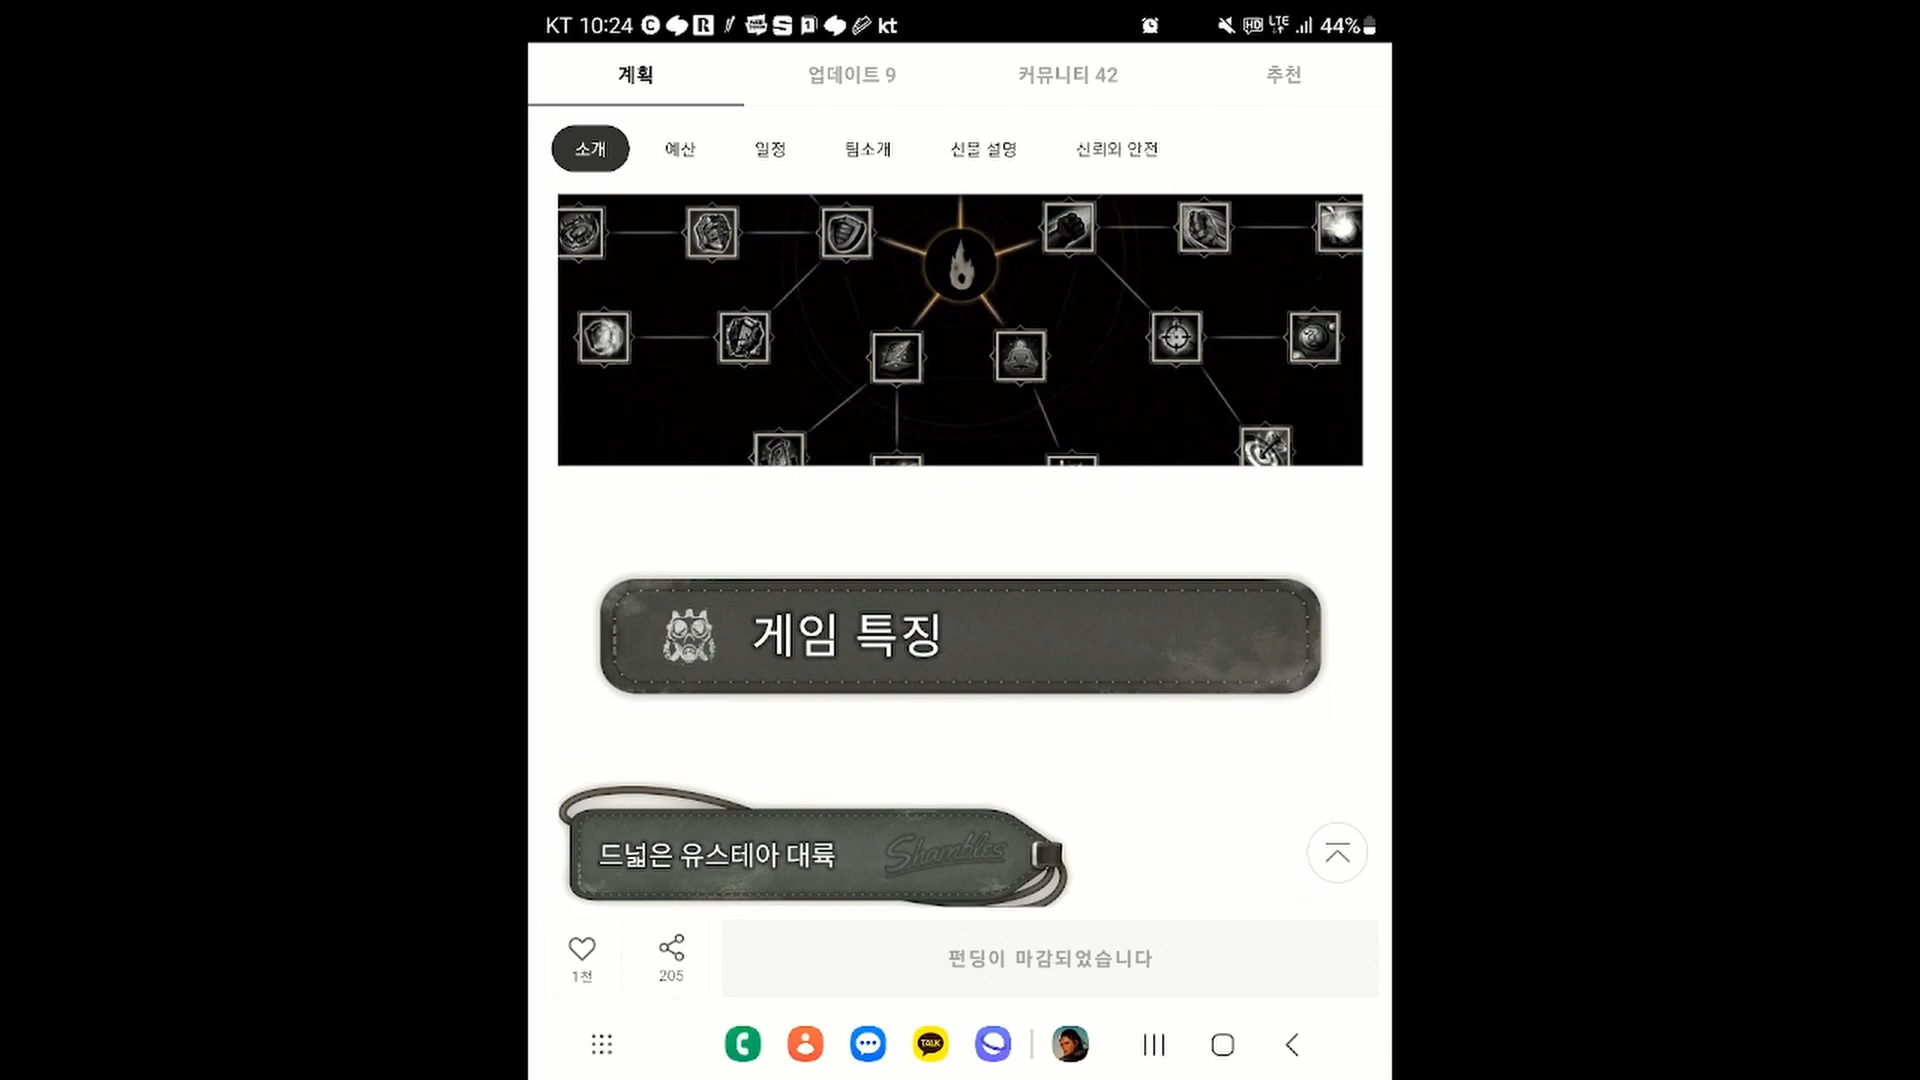 KT 10:24 kt 44%
계획 업데이트 9 커뮤니티 42 추천
소개 예산 일정 팀소개 선물 설명 신뢰와 안전
게임 특징
드넓은 유스테아 대륙 Shambles
1천 205 펀딩이 마감되었습니다
TALK